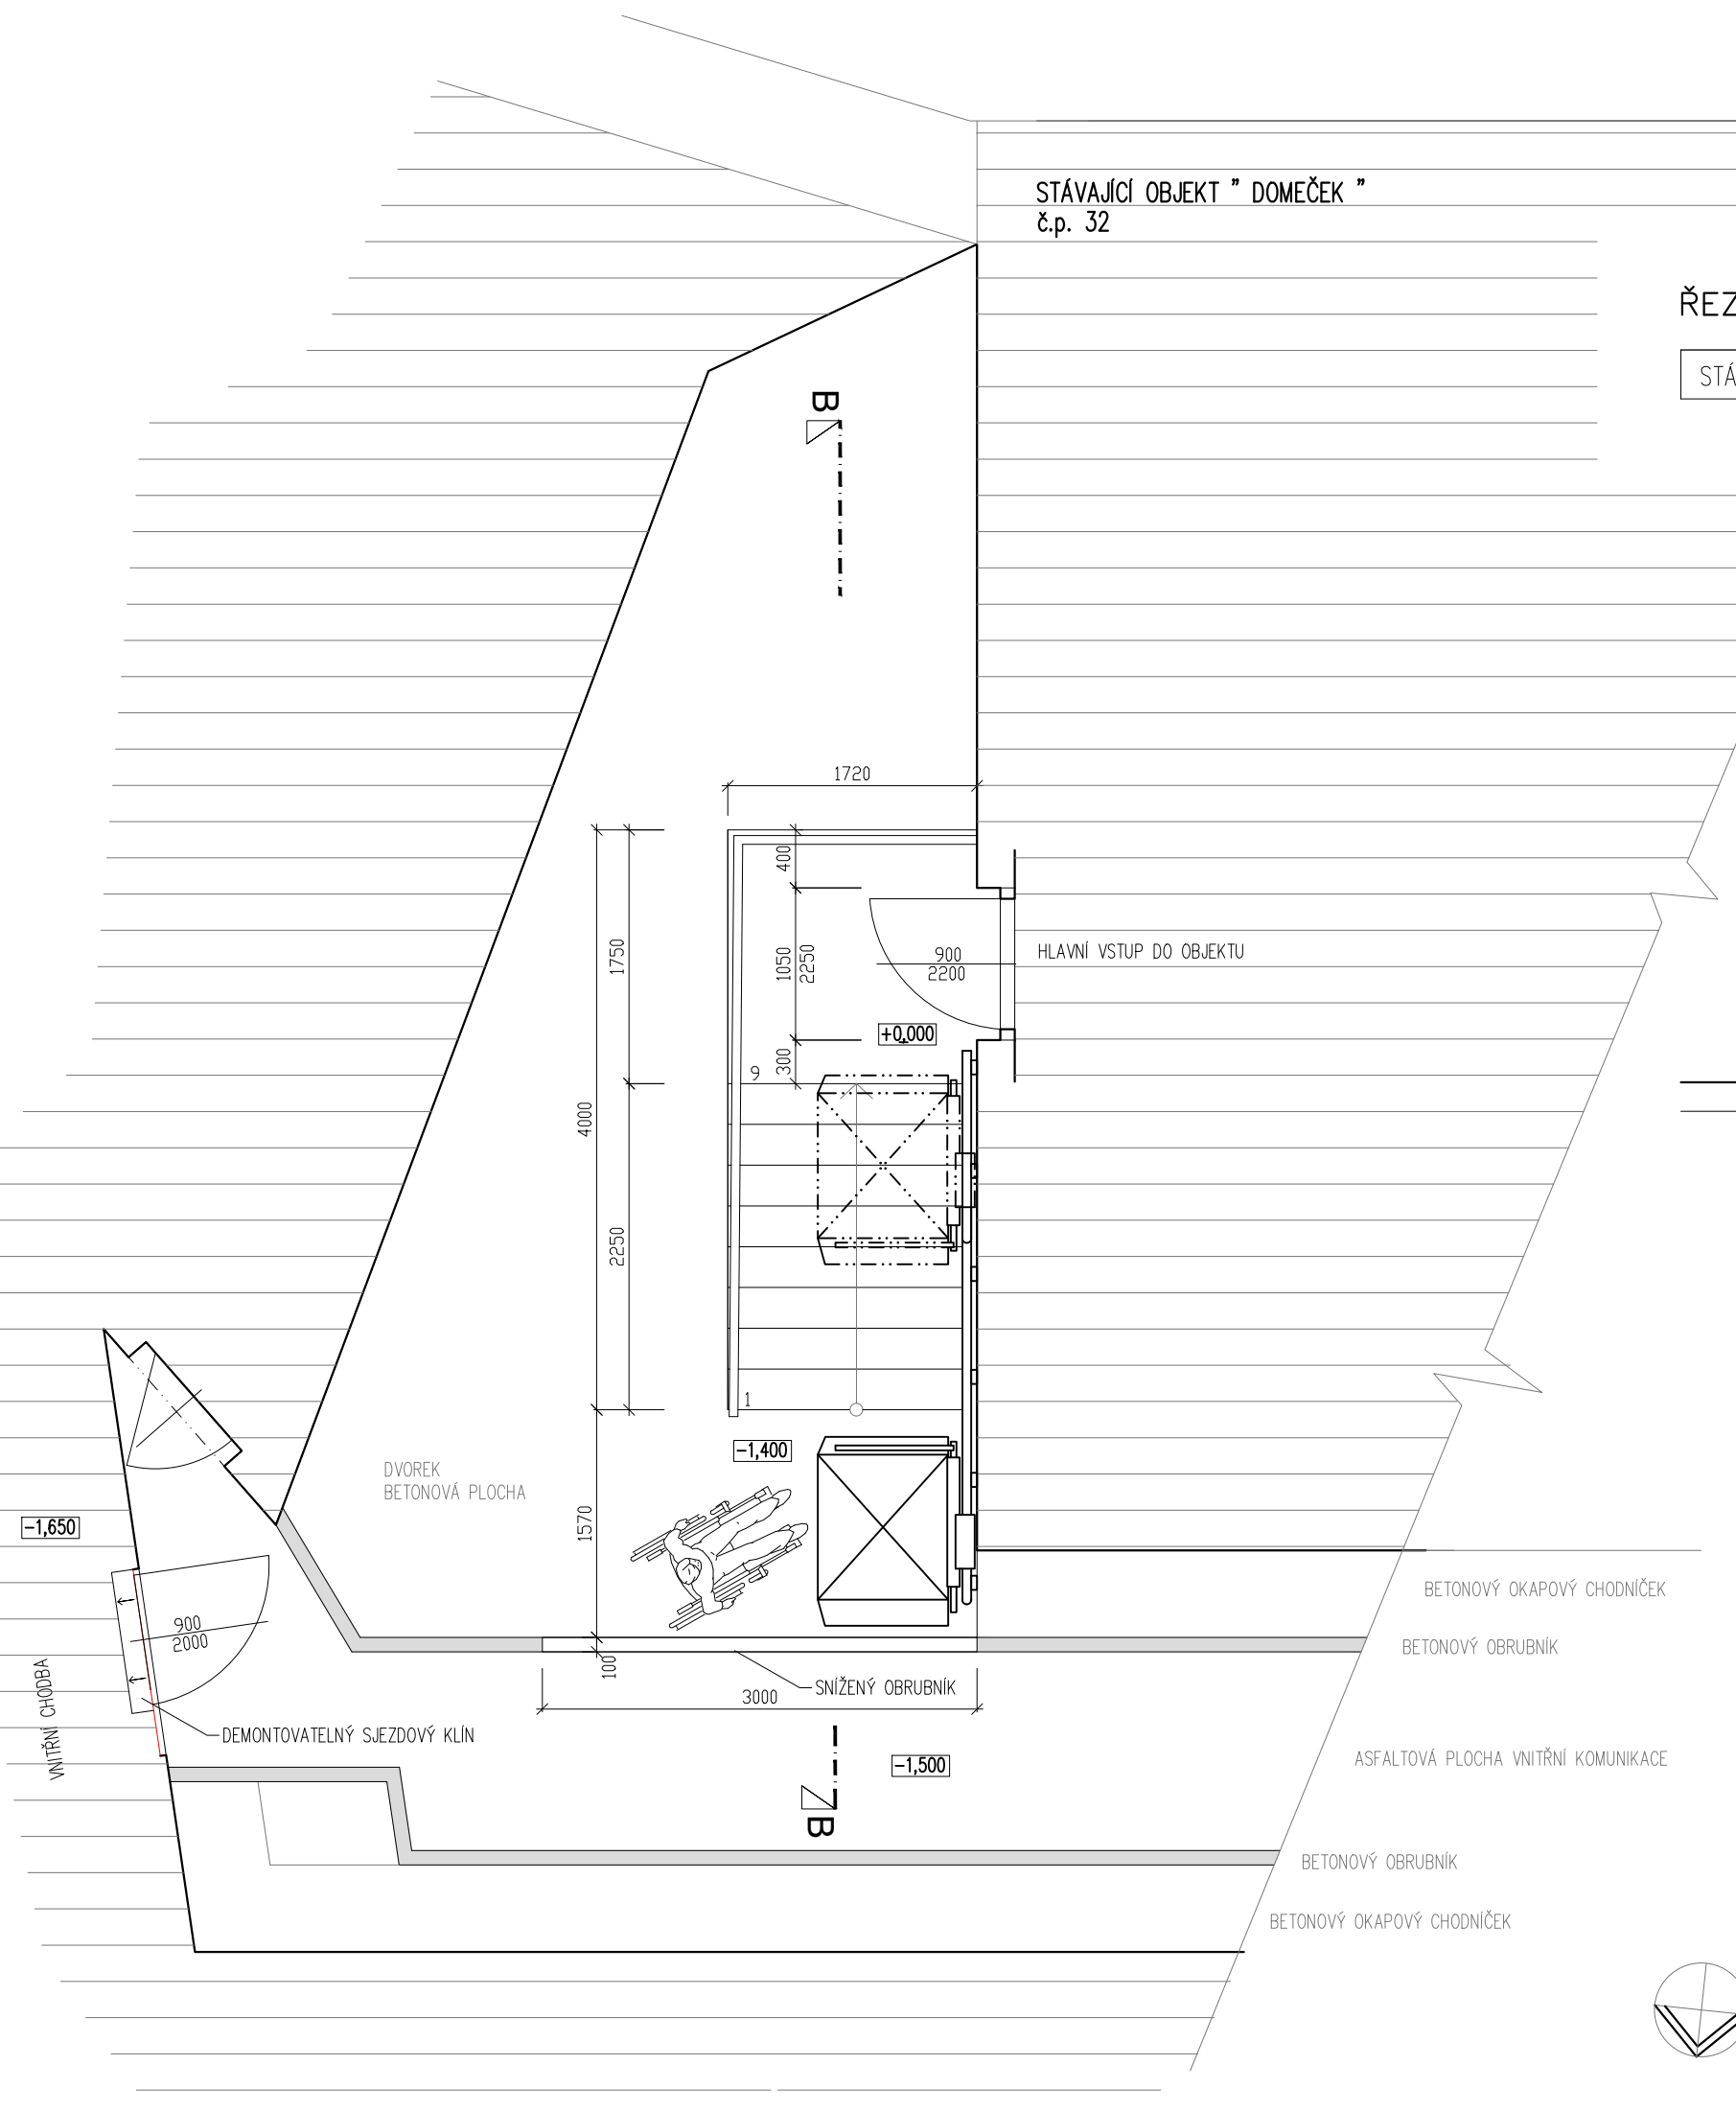 STÁVAJÍCÍ OBJEKT " DOMEČEK "
č.p. 32
ŘEZ
STÁ
B
1720
400
1750
1050
2250
900
2200
HLAVNÍ VSTUP DO OBJEKTU
+0,000
300
9
4000
2250
1
-1,400
DVOREK
BETONOVÁ PLOCHA
-1,650
1570
BETONOVÝ OKAPOVÝ CHODNÍČEK
900
2000
BETONOVÝ OBRUBNÍK
100
SNÍŽENÝ OBRUBNÍK
3000
VNITŘNÍ CHODBA
DEMONTOVATELNÝ SJEZDOVÝ KLÍN
-1,500
ASFALTOVÁ PLOCHA VNITŘNÍ KOMUNIKACE
B
BETONOVÝ OBRUBNÍK
BETONOVÝ OKAPOVÝ CHODNÍČEK